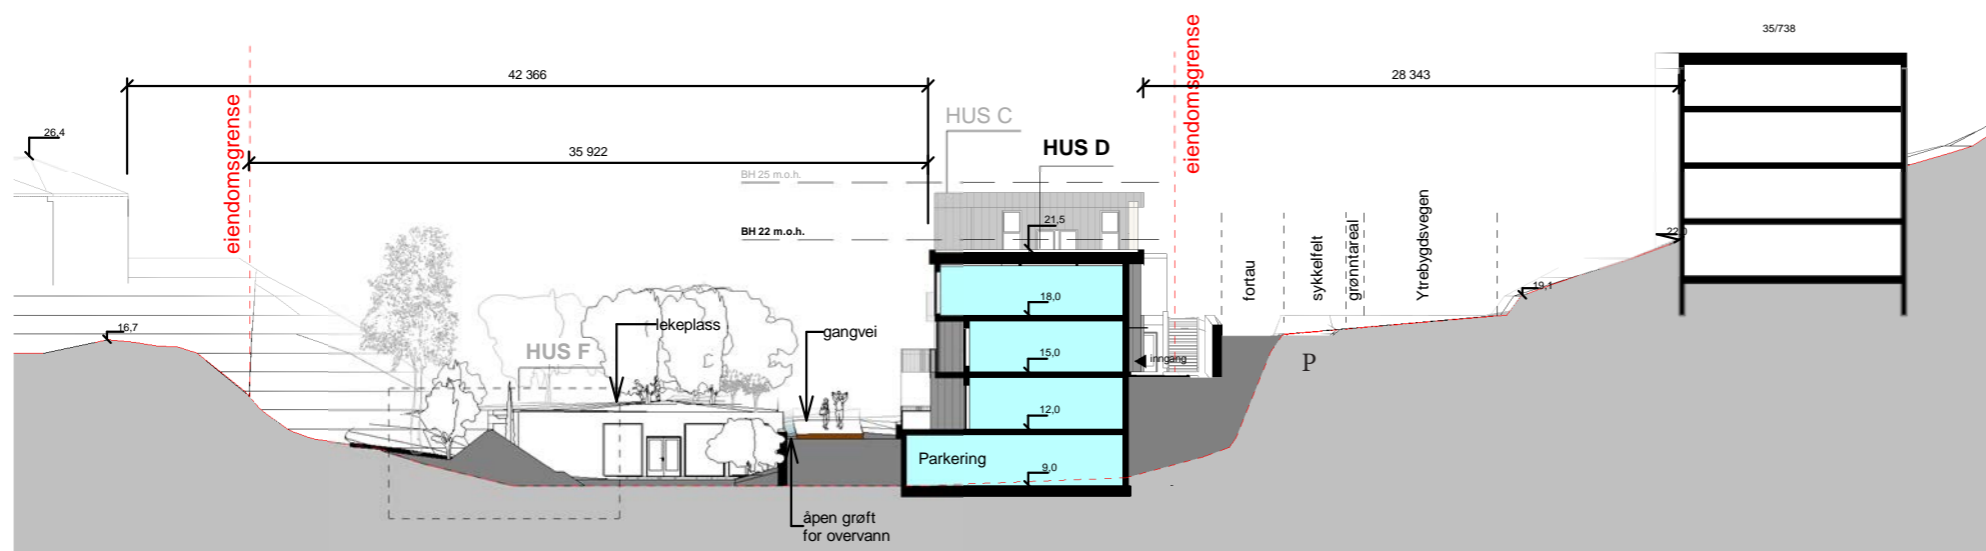 35/738
42 366
28 343
eiendomsgrense
eiendomsgrense
HUS C
26,4
HUS D
35 922
BH 25 m.o.h.
21,5
BH 22 m.o.h.
22,0
fortau
sykkelfelt
grønntareal
Ytrebygdsvegen
19,1
18,0
16,7
lekeplass
gangvei
HUS F
15,0
inngang
P
12,0
Parkering
9,0
åpen grøft
for overvann